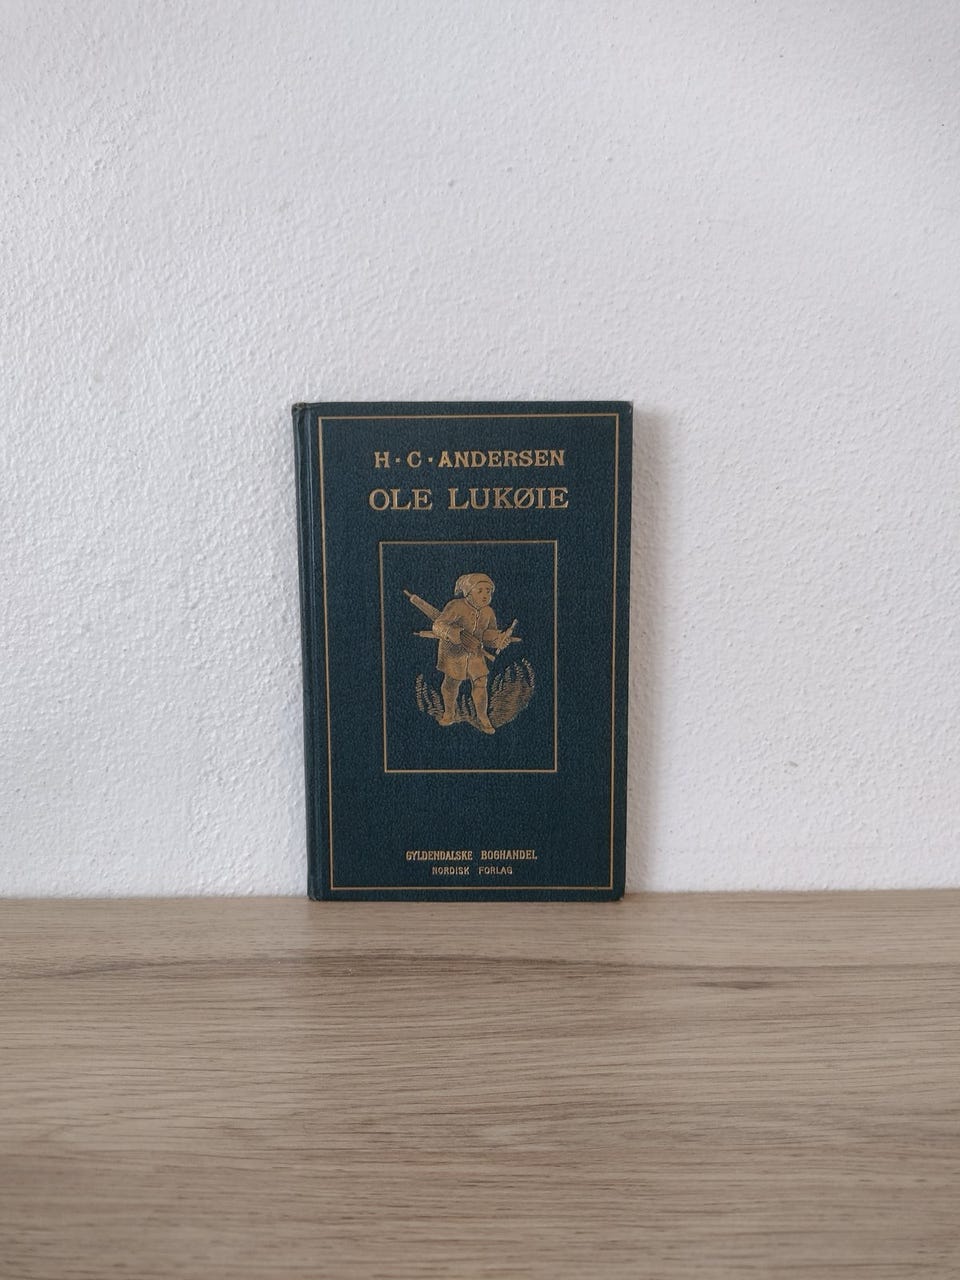 H·C·ANDERSEN
OLE LUKØIE
GYLDENDALSKE BOGHANDEL
NORDISK FORLAG